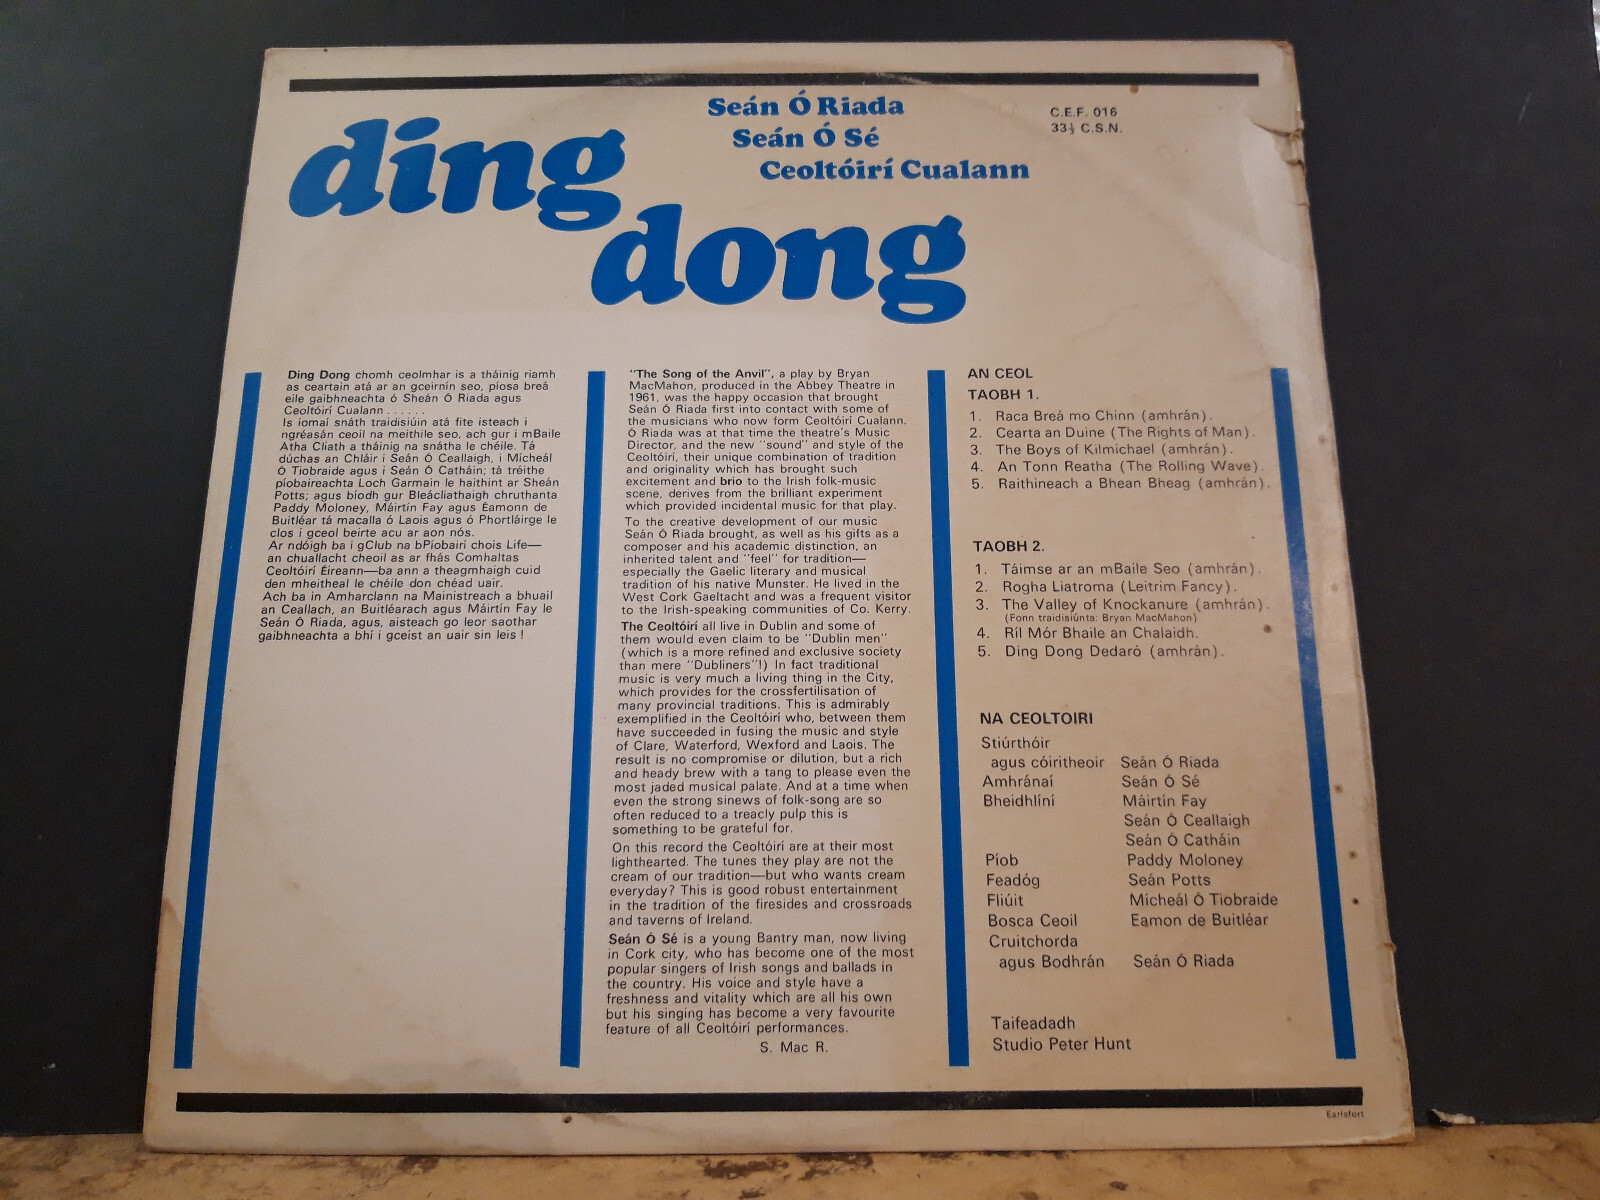 Seán Ó Riada
Seán Ó Sé
Ceoltóirí Cualann
C.E.F. 016
33⅓ C.S.N.
ding
dong
Ding Dong chomh ceolmhar is a tháinig riamh
as ceartain atá ar an gceirnín seo, píosa breá
eile gaibhneachta ó Sheán Ó Riada agus
Ceoltóirí Cualann . . . . . .
Is iomaí snáth traidisiúin atá fite isteach i
ngréasán ceoil na meithile seo, ach gur i mBaile
Átha Cliath a tháinig na snátha le chéile. Tá
dúchas an Chláir i Seán Ó Ceallaigh, i Micheál
Ó Tiobraide agus i Seán Ó Catháin; tá tréithe
píobaireachta Loch Garmain le haithint ar Sheán
Potts; agus bíodh gur Bleácliathaigh chruthanta
Paddy Moloney, Máirtín Fay agus Éamonn de
Buitléar tá macalla ó Laois agus ó Phortláirge le
clos i gceol beirte acu ar aon nós.
Ar ndóigh ba i gClub na bPíobairí chois Life—
an chuallacht cheoil as ar fhás Comhaltas
Ceoltóirí Éireann—ba ann a theagmhaigh cuid
den mheitheal le chéile don chéad uair.
Ach ba in Amharclann na Mainistreach a bhuail
an Ceallach, an Buitléarach agus Máirtín Fay le
Seán Ó Riada, agus, aisteach go leor saothar
gaibhneachta a bhí i gceist an uair sin leis !
"The Song of the Anvil", a play by Bryan
MacMahon, produced in the Abbey Theatre in
1961, was the happy occasion that brought
Seán Ó Riada first into contact with some of
the musicians who now form Ceoltóirí Cualann.
Ó Riada was at that time the theatre's Music
Director, and the new "sound" and style of the
Ceoltóirí, their unique combination of tradition
and originality which has brought such
excitement and brio to the Irish folk-music
scene, derives from the brilliant experiment
which provided incidental music for that play.
To the creative development of our music
Seán Ó Riada brought, as well as his gifts as a
composer and his academic distinction, an
inherited talent and "feel" for tradition—
especially the Gaelic literary and musical
tradition of his native Munster. He lived in the
West Cork Gaeltacht and was a frequent visitor
to the Irish-speaking communities of Co. Kerry.
The Ceoltóirí all live in Dublin and some of
them would even claim to be "Dublin men"
(which is a more refined and exclusive society
than mere "Dubliners"!) In fact traditional
music is very much a living thing in the City,
which provides for the crossfertilisation of
many provincial traditions. This is admirably
exemplified in the Ceoltóirí who, between them
have succeeded in fusing the music and style
of Clare, Waterford, Wexford and Laois. The
result is no compromise or dilution, but a rich
and heady brew with a tang to please even the
most jaded musical palate. And at a time when
even the strong sinews of folk-song are so
often reduced to a treacly pulp this is
something to be grateful for.
On this record the Ceoltóirí are at their most
lighthearted. The tunes they play are not the
cream of our tradition—but who wants cream
everyday? This is good robust entertainment
in the tradition of the firesides and crossroads
and taverns of Ireland.
Seán Ó Sé is a young Bantry man, now living
in Cork city, who has become one of the most
popular singers of Irish songs and ballads in
the country. His voice and style have a
freshness and vitality which are all his own
but his singing has become a very favourite
feature of all Ceoltóirí performances.
S. Mac R.
AN CEOL
TAOBH 1.
1. Raca Breá mo Chinn (amhrán).
2. Cearta an Duine (The Rights of Man).
3. The Boys of Kilmichael (amhrán).
4. An Tonn Reatha (The Rolling Wave).
5. Raithineach a Bhean Bheag (amhrán).
TAOBH 2.
1. Táimse ar an mBaile Seo (amhrán).
2. Rogha Liatroma (Leitrim Fancy).
3. The Valley of Knockanure (amhrán).
(Fonn traidisiúnta: Bryan MacMahon)
4. Ríl Mór Bhaile an Chalaidh.
5. Ding Dong Dedaró (amhrán).
NA CEOLTOIRI
Stiúrthóir
agus cóiritheoir Seán Ó Riada
Amhránaí Seán Ó Sé
Bheidhlíní Máirtín Fay
Seán Ó Ceallaigh
Seán Ó Catháin
Píob Paddy Moloney
Feadóg Seán Potts
Fliúit Mícheál Ó Tiobraide
Bosca Ceoil Eamon de Buitléar
Cruitchorda
agus Bodhrán Seán Ó Riada
Taifeadadh
Studio Peter Hunt
Earlsfort